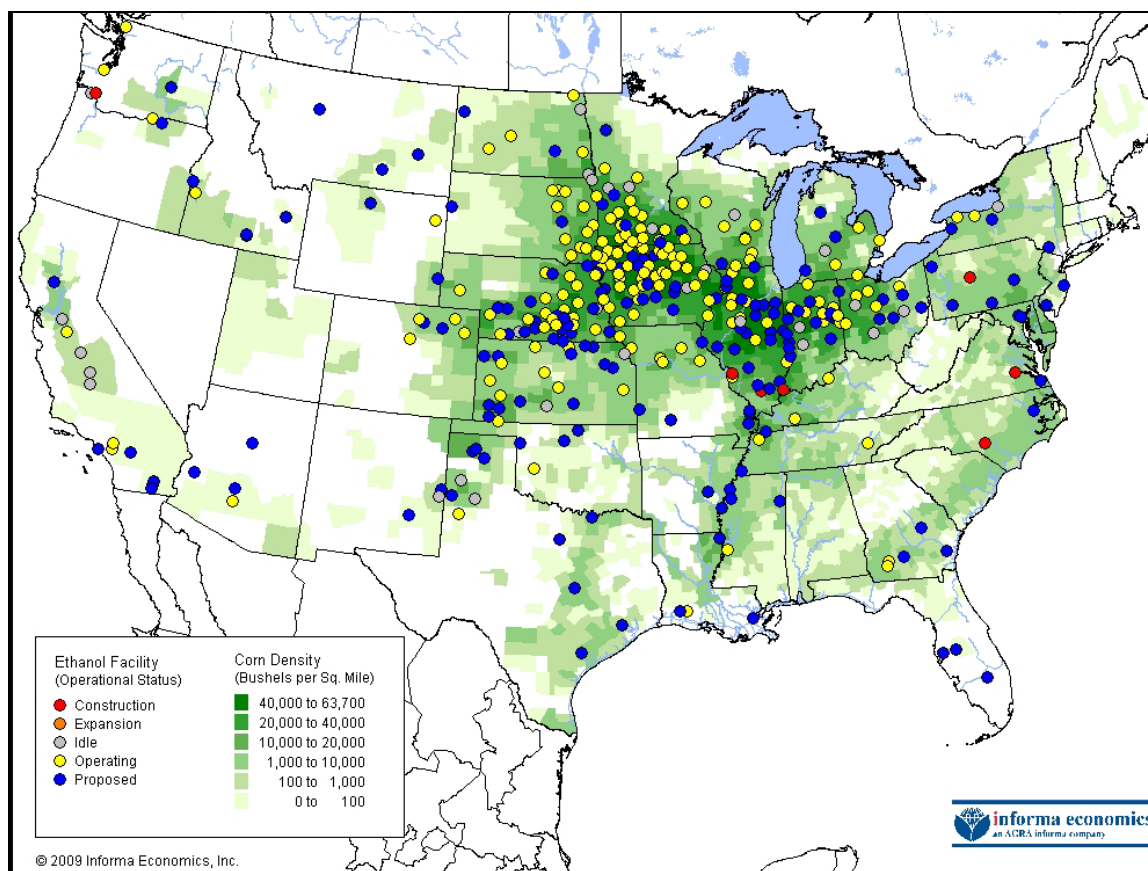 Ethanol Facility
(Operational Status)
Construction
Expansion
Idle
Operating
Proposed
Corn Density
(Bushels per Sq. Mile)
40,000 to 63,700
20,000 to 40,000
10,000 to 20,000
1,000 to 10,000
100 to 1,000
0 to 100
© 2009 Informa Economics, Inc.
informa economics
an AGRA informa company